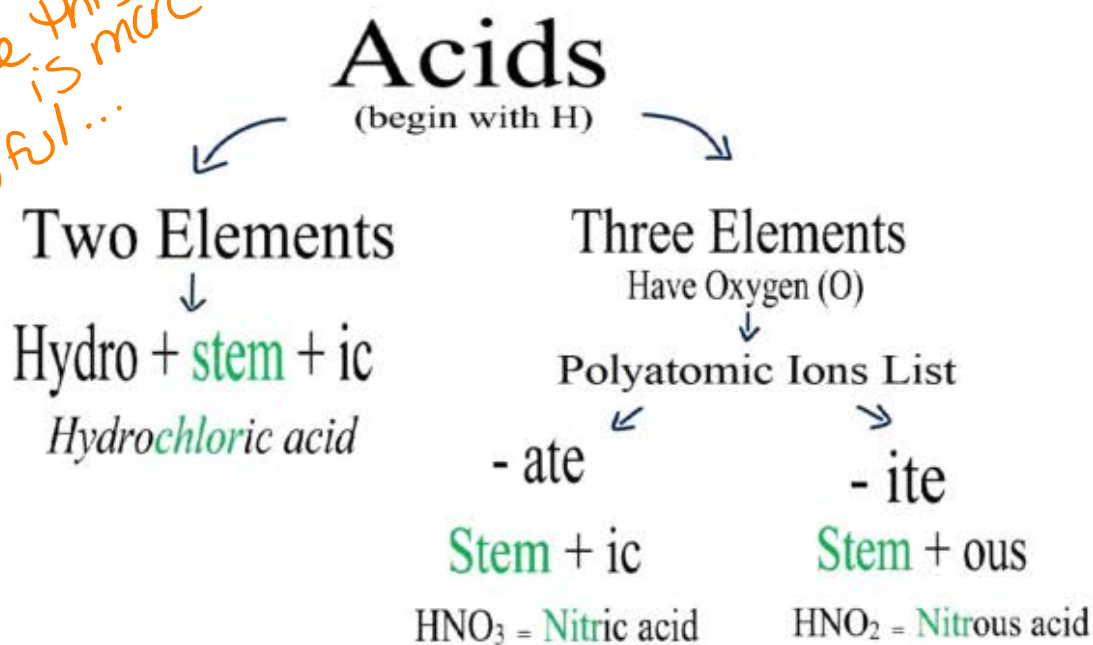 is more
Acids
(begin with H)
Two Elements
Three Elements
Have Oxygen (O)
Hydro + stem + ic
Polyatomic Ions List
Hydrochloric acid
- ate
- ite
Stem + ic
Stem + ous
HNO₃ = Nitric acid
HNO₂ = Nitrous acid